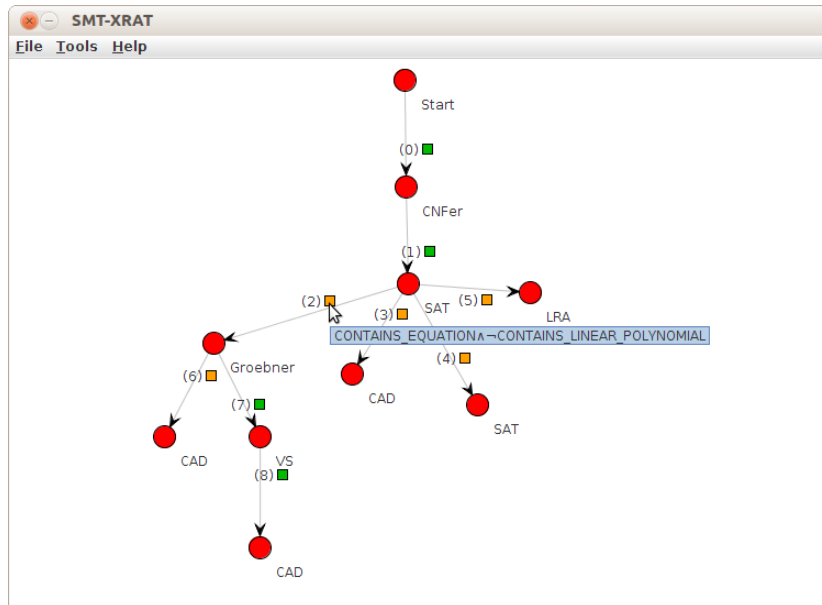 SMT-XRAT
File Tools Help
Start
(0)
CNFer
(1)
SAT
(2)
(3)
(5)
LRA
CONTAINS_EQUATION∧¬CONTAINS_LINEAR_POLYNOMIAL
(4)
Groebner
(6)
CAD
(7)
SAT
CAD
VS
(8)
CAD